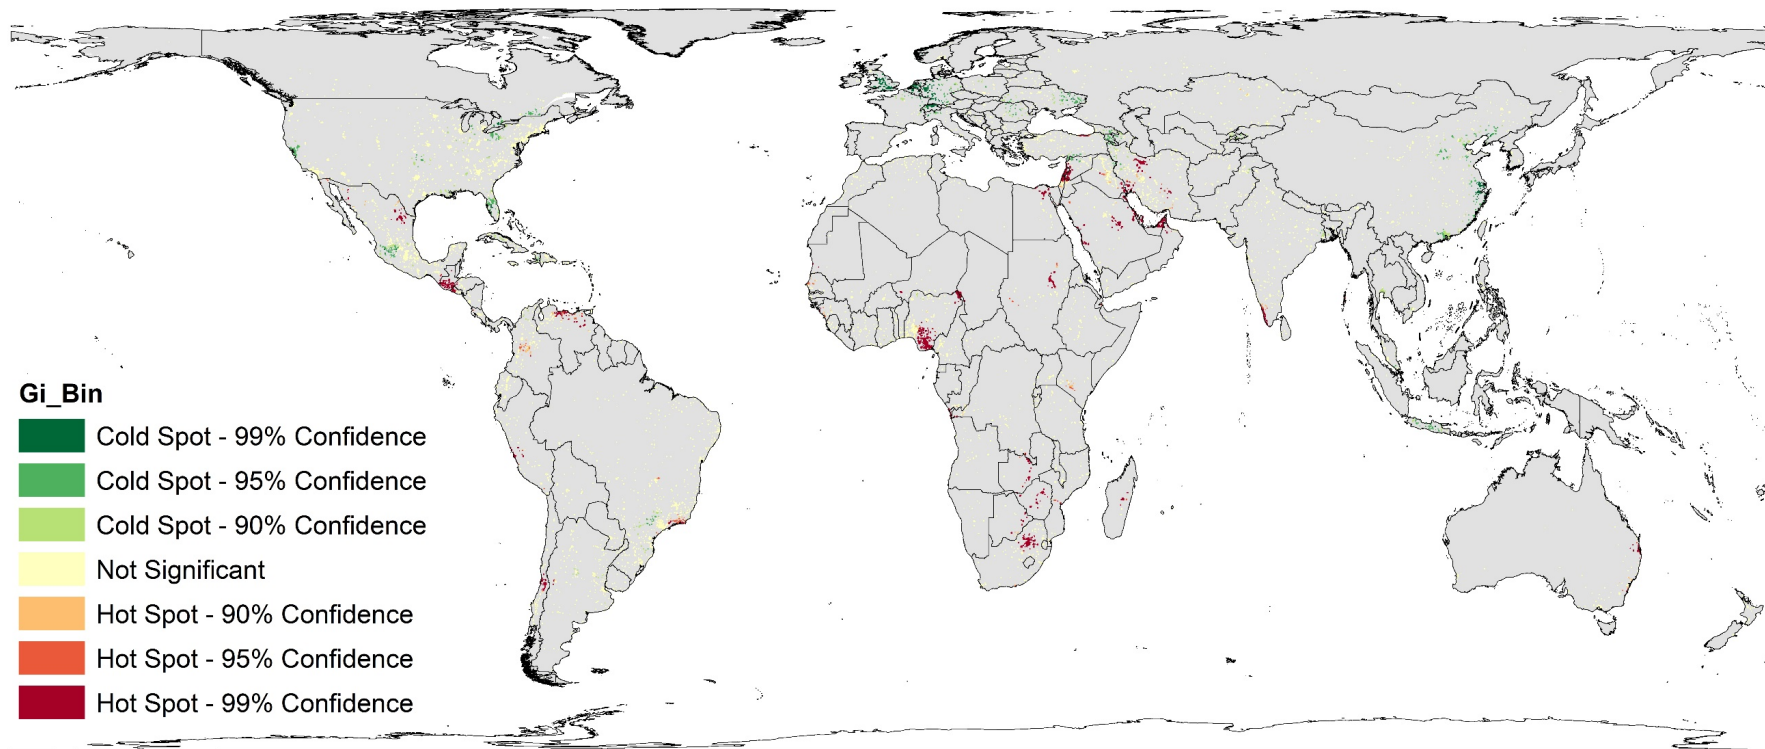 Gi_Bin
Cold Spot - 99% Confidence
Cold Spot - 95% Confidence
Cold Spot - 90% Confidence
Not Significant
Hot Spot - 90% Confidence
Hot Spot - 95% Confidence
Hot Spot - 99% Confidence